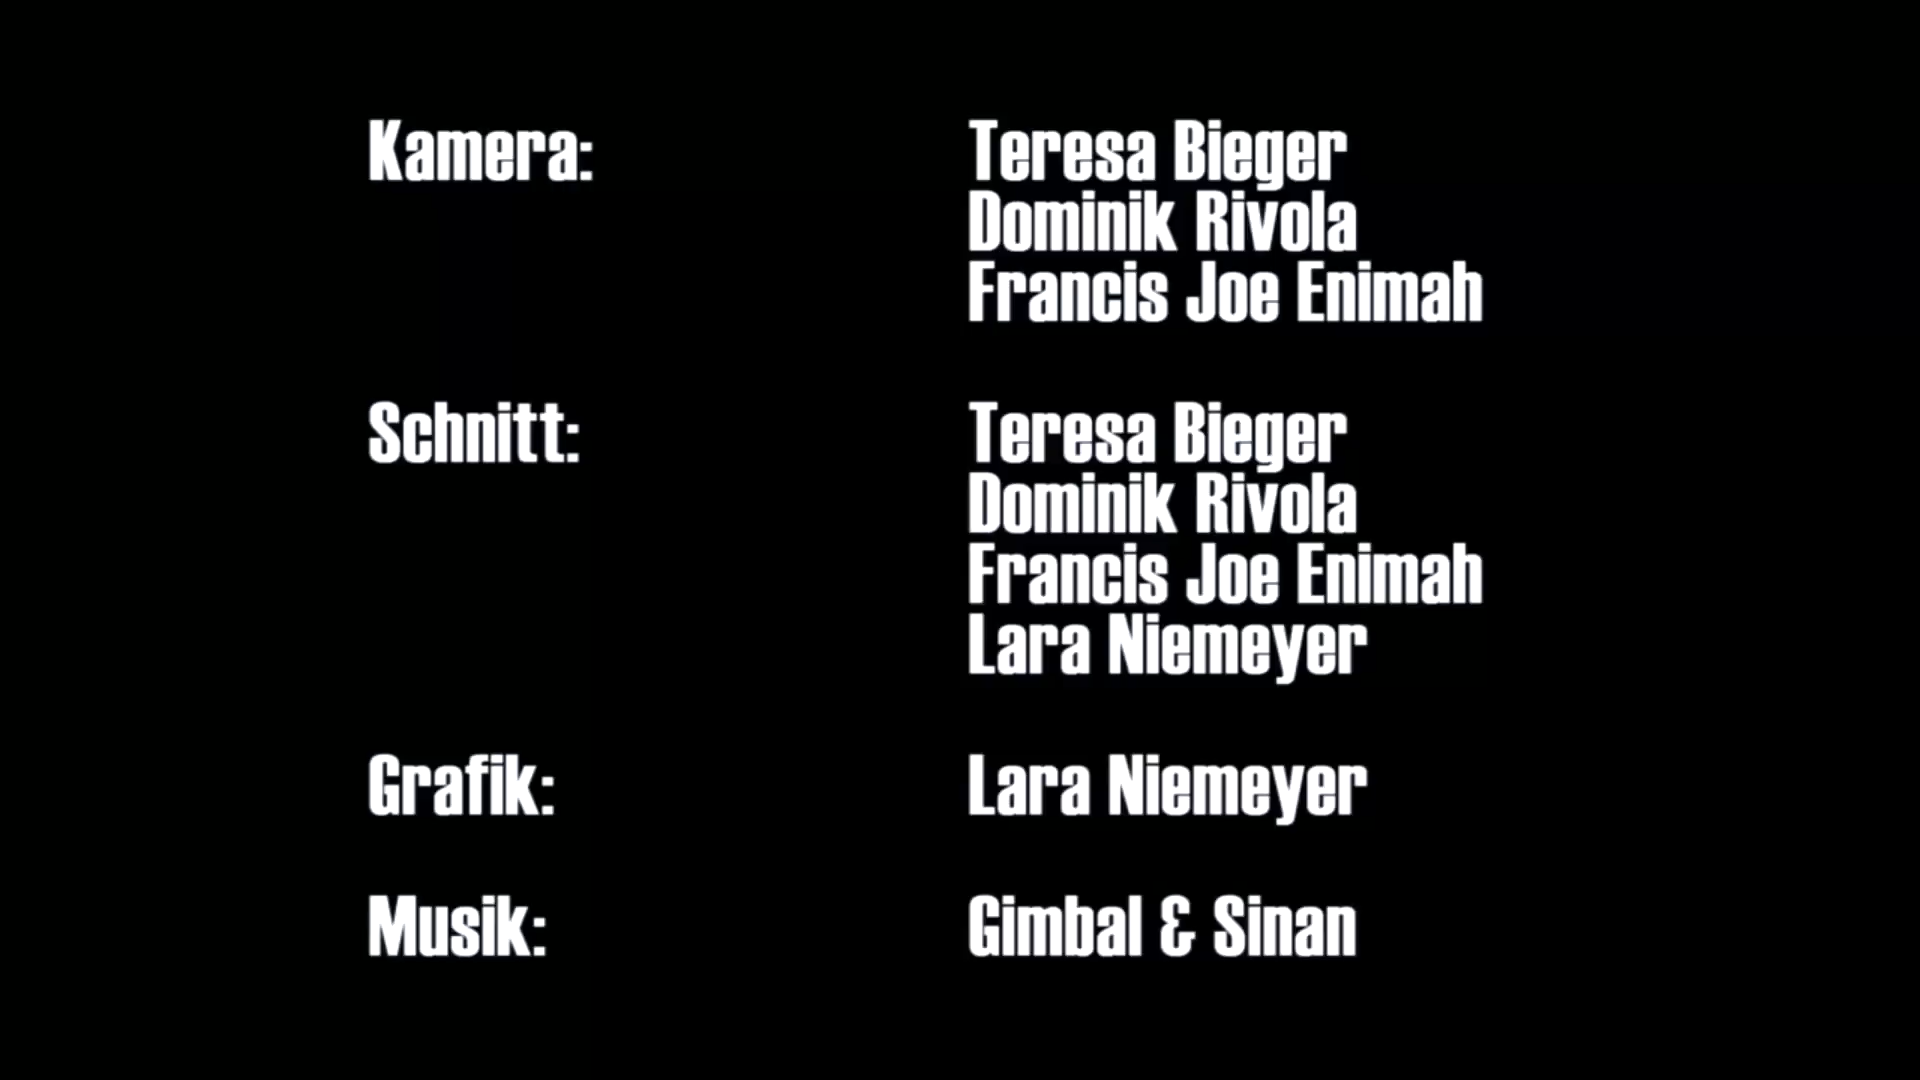 Kamera: Teresa Bieger
Dominik Rivola
Francis Joe Enimah
Schnitt: Teresa Bieger
Dominik Rivola
Francis Joe Enimah
Lara Niemeyer
Grafik: Lara Niemeyer
Musik: Gimbal & Sinan